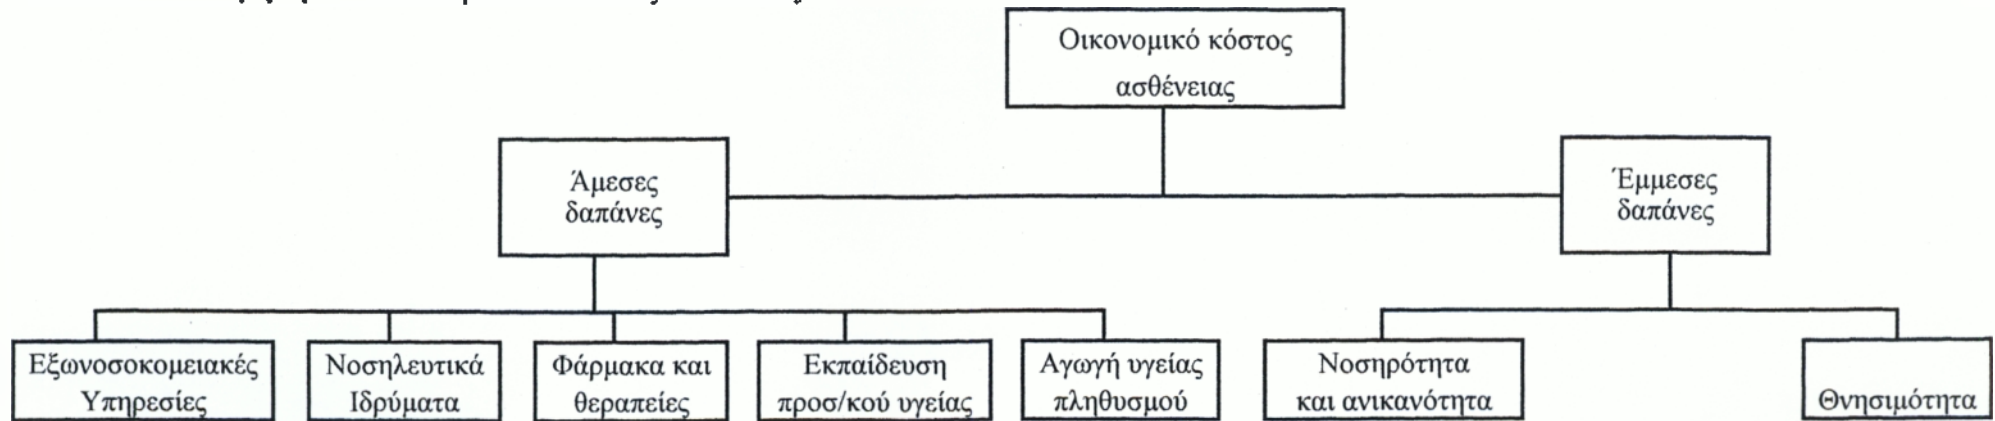 Οικονομικό κόστος
ασθένειας
Άμεσες
δαπάνες
Έμμεσες
δαπάνες
Εξωνοσοκομειακές
Υπηρεσίες
Νοσηλευτικά
Ιδρύματα
Φάρμακα και
θεραπείες
Εκπαίδευση
προσ/κού υγείας
Αγωγή υγείας
πληθυσμού
Νοσηρότητα
και ανικανότητα
Θνησιμότητα